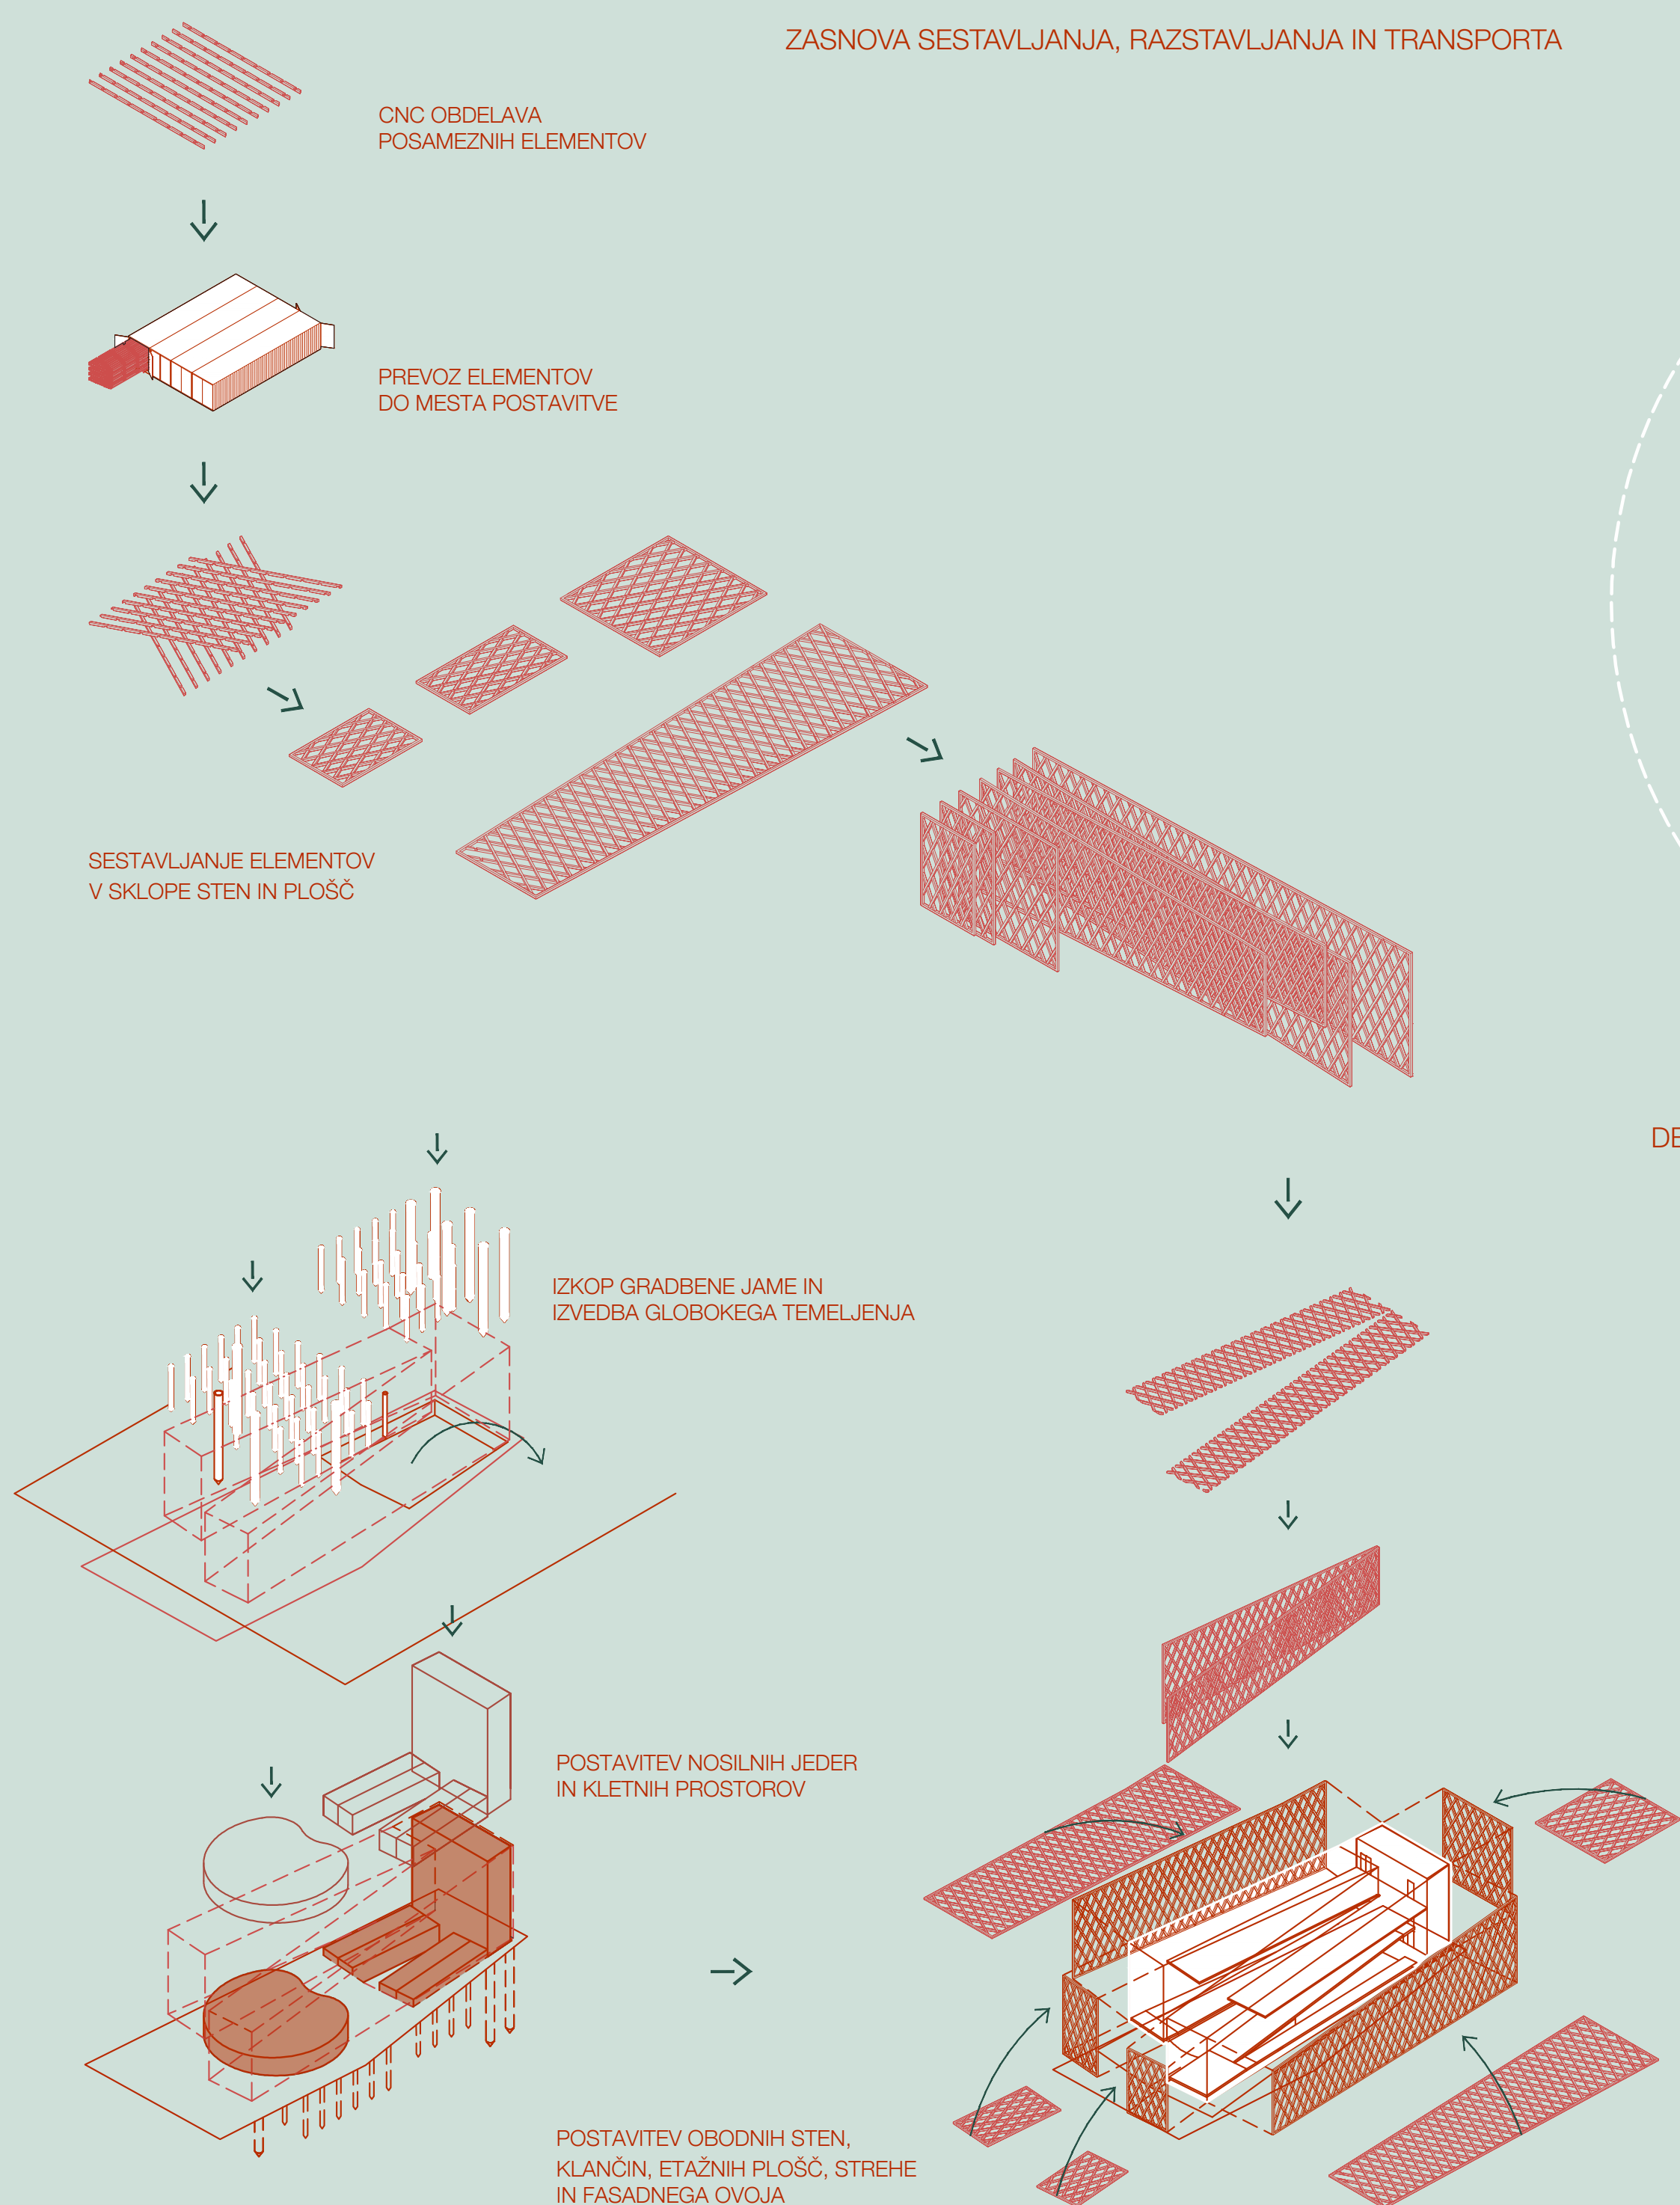 ZASNOVA SESTAVLJANJA, RAZSTAVLJANJA IN TRANSPORTA
CNC OBDELAVA
POSAMEZNIH ELEMENTOV
PREVOZ ELEMENTOV
DO MESTA POSTAVITVE
SESTAVLJANJE ELEMENTOV
V SKLOPE STEN IN PLOŠČ
DE
IZKOP GRADBENE JAME IN
IZVEDBA GLOBOKEGA TEMELJENJA
POSTAVITEV NOSILNIH JEDER
IN KLETNIH PROSTOROV
POSTAVITEV OBODNIH STEN,
KLANČIN, ETAŽNIH PLOŠČ, STREHE
IN FASADNEGA OVOJA